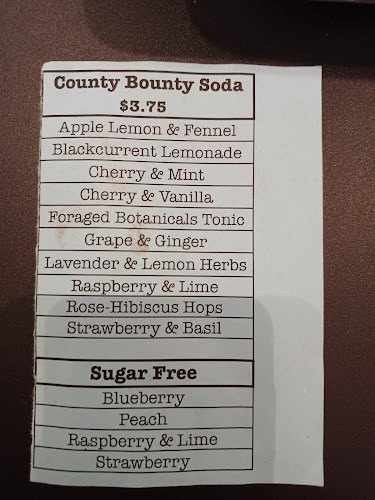 County Bounty Soda
$3.75
Apple Lemon & Fennel
Blackcurrent Lemonade
Cherry & Mint
Cherry & Vanilla
Foraged Botanicals Tonic
Grape & Ginger
Lavender & Lemon Herbs
Raspberry & Lime
Rose-Hibiscus Hops
Strawberry & Basil
Sugar Free
Blueberry
Peach
Raspberry & Lime
Strawberry